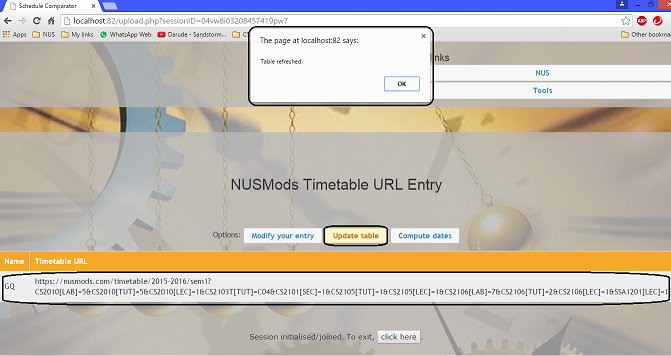 Schedule Comparator
localhost:82/upload.php?sessionID=04vw8i03208457419pw7
Apps NUS My links WhatsApp Web Darude - Sandstorm... Other bookmar
The page at localhost:82 says:
Table refreshed.
OK
NUS
Tools
NUSMods Timetable URL Entry
Options: Modify your entry Update table Compute dates
Name Timetable URL
GQ https://nusmods.com/timetable/2015-2016/sem1?
CS2010[LAB]=5&CS2010[TUT]=5&CS2010[LEC]=1&CS2103T[TUT]=C04&CS2101[SEC]=1&CS2105[TUT]=1&CS2105[LEC]=1&CS2106[LAB]=7&CS2106[TUT]=2&CS2106[LEC]=1&SSA1201[LEC]=1
Session initialised/joined. To exit, click here .